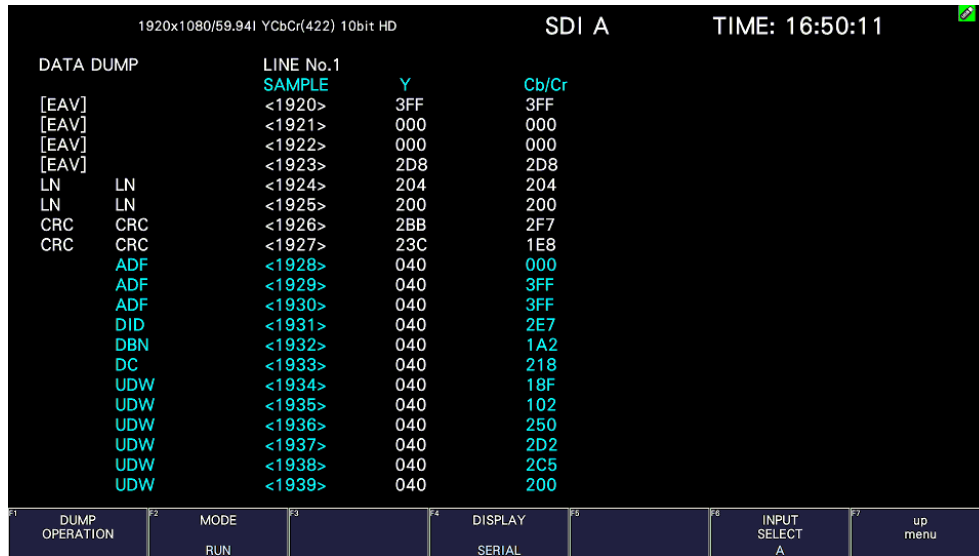 1920x1080/59.94I YCbCr(422) 10bit HD SDI A TIME: 16:50:11
DATA DUMP LINE No.1
SAMPLE Y Cb/Cr
[EAV] <1920> 3FF 3FF
[EAV] <1921> 000 000
[EAV] <1922> 000 000
[EAV] <1923> 2D8 2D8
LN LN <1924> 204 204
LN LN <1925> 200 200
CRC CRC <1926> 2BB 2F7
CRC CRC <1927> 23C 1E8
ADF <1928> 040 000
ADF <1929> 040 3FF
ADF <1930> 040 3FF
DID <1931> 040 2E7
DBN <1932> 040 1A2
DC <1933> 040 218
UDW <1934> 040 18F
UDW <1935> 040 102
UDW <1936> 040 250
UDW <1937> 040 2D2
UDW <1938> 040 2C5
UDW <1939> 040 200
F1 DUMP OPERATION F2 MODE RUN F3 F4 DISPLAY SERIAL F5 F6 INPUT SELECT A F7 up menu